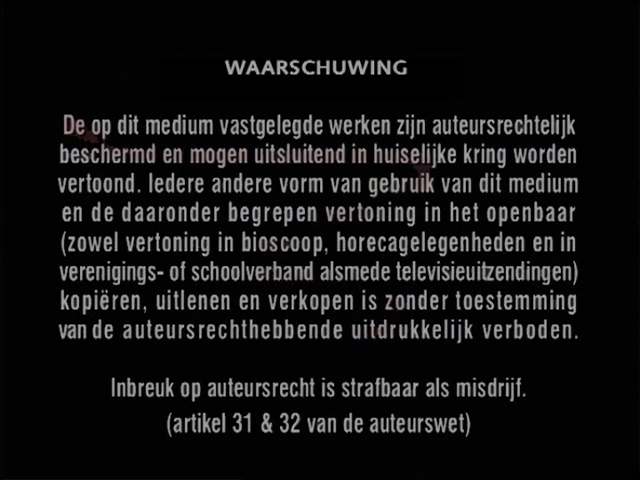 WAARSCHUWING
De op dit medium vastgelegde werken zijn auteursrechtelijk
beschermd en mogen uitsluitend in huiselijke kring worden
vertoond. Iedere andere vorm van gebruik van dit medium
en de daaronder begrepen vertoning in het openbaar
(zowel vertoning in bioscoop, horecagelegenheden en in
verenigings- of schoolverband alsmede televisieuitzendingen)
kopiëren, uitlenen en verkopen is zonder toestemming
van de auteursrechthebbende uitdrukkelijk verboden.
Inbreuk op auteursrecht is strafbaar als misdrijf.
(artikel 31 & 32 van de auteurswet)